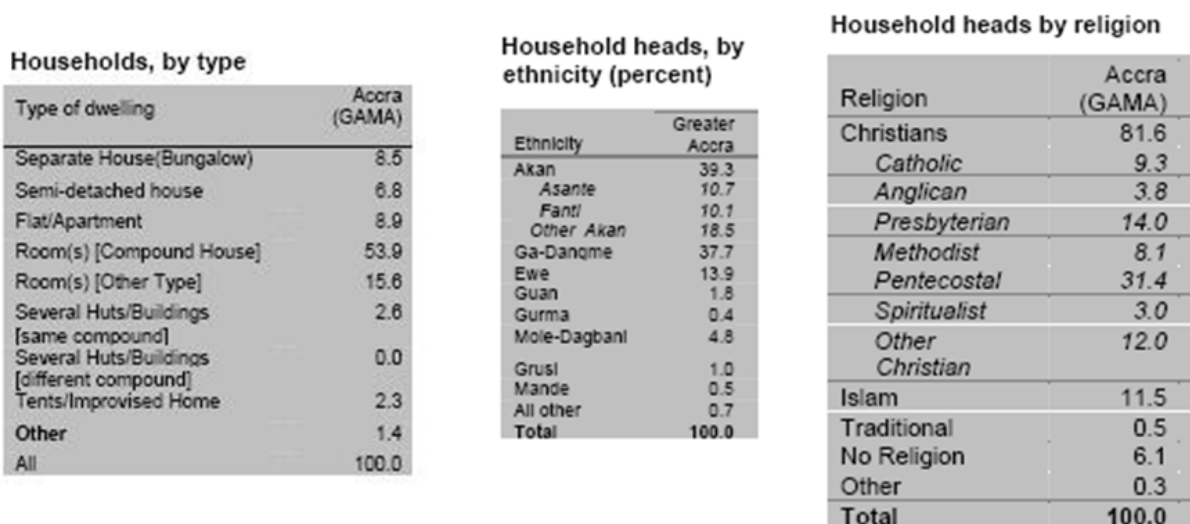 Households, by type
Type of dwelling Accra
(GAMA)
Separate House(Bungalow) 8.5
Semi-detached house 6.8
Flat/Apartment 8.9
Room(s) [Compound House] 53.9
Room(s) [Other Type] 15.6
Several Huts/Buildings 2.6
[same compound]
Several Huts/Buildings 0.0
[different compound]
Tents/Improvised Home 2.3
Other 1.4
All 100.0
Household heads, by
ethnicity (percent)
Greater
Ethnicity Accra
Akan 39.3
Asante 10.7
Fanti 10.1
Other Akan 18.5
Ga-Dangme 37.7
Ewe 13.9
Guan 1.8
Gurma 0.4
Mole-Dagbani 4.8
Grusi 1.0
Mande 0.5
All other 0.7
Total 100.0
Household heads by religion
Accra
Religion (GAMA)
Christians 81.6
Catholic 9.3
Anglican 3.8
Presbyterian 14.0
Methodist 8.1
Pentecostal 31.4
Spiritualist 3.0
Other 12.0
Christian
Islam 11.5
Traditional 0.5
No Religion 6.1
Other 0.3
Total 100.0